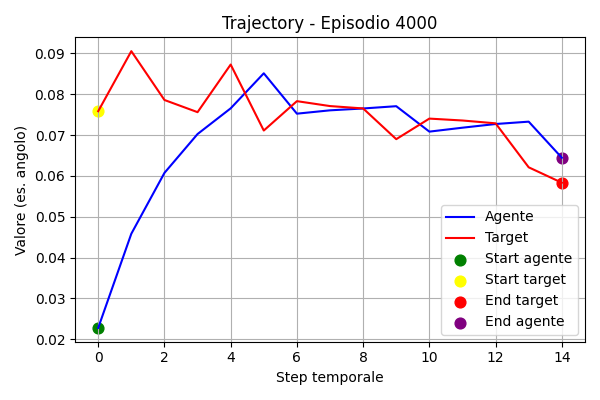 Trajectory - Episodio 4000
Valore (es. angolo)
0.09
0.08
0.07
0.06
0.05
0.04
0.03
0.02
Agente
Target
Start agente
Start target
End target
End agente
0 2 4 6 8 10 12 14
Step temporale